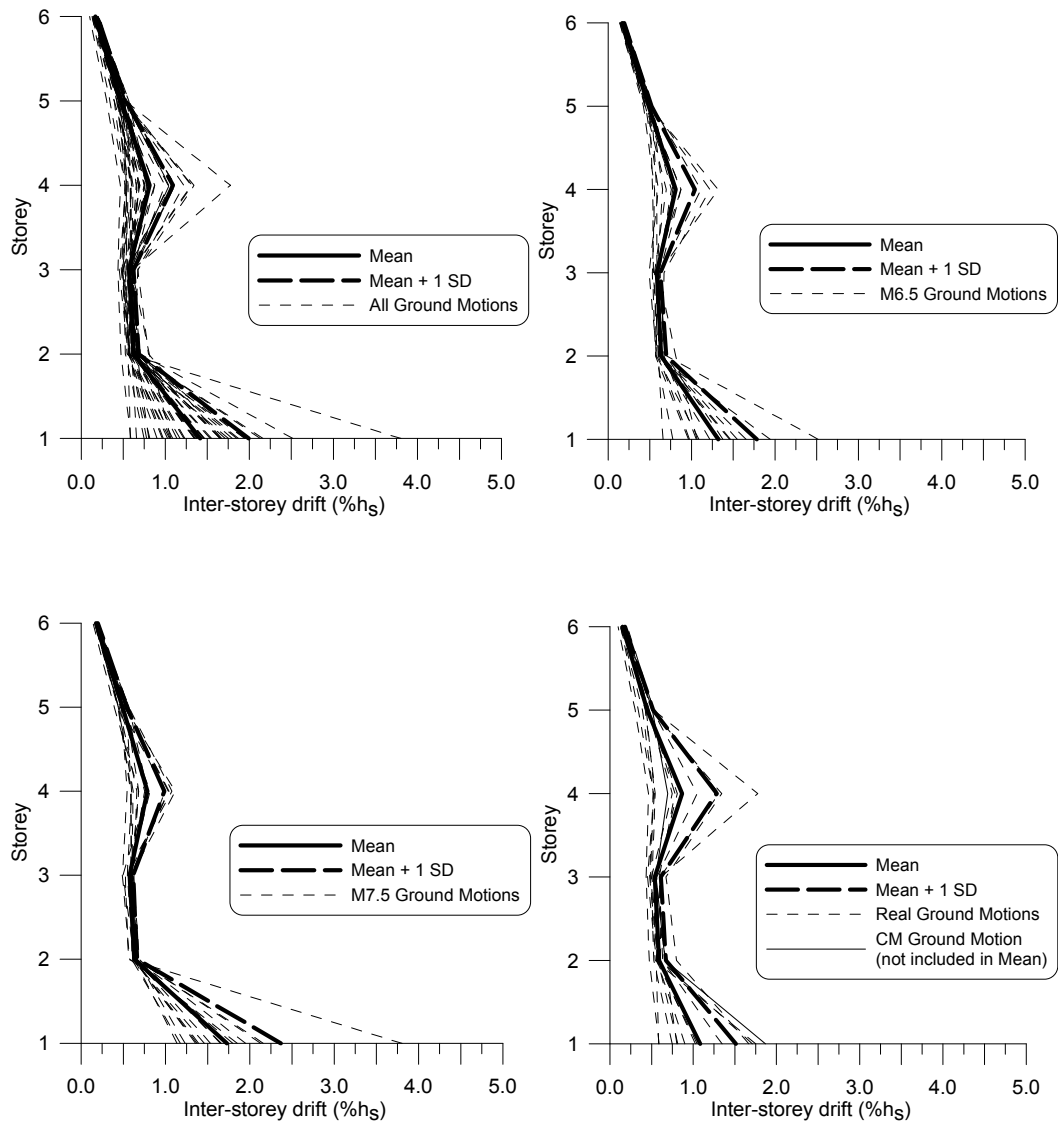 6
5
4
3
2
1
Storey
Mean
Mean + 1 SD
All Ground Motions
0.0 1.0 2.0 3.0 4.0 5.0
Inter-storey drift (%hs)
6
5
4
3
2
1
Storey
Mean
Mean + 1 SD
M6.5 Ground Motions
0.0 1.0 2.0 3.0 4.0 5.0
Inter-storey drift (%hs)
6
5
4
3
2
1
Storey
Mean
Mean + 1 SD
M7.5 Ground Motions
0.0 1.0 2.0 3.0 4.0 5.0
Inter-storey drift (%hs)
6
5
4
3
2
1
Storey
Mean
Mean + 1 SD
Real Ground Motions
CM Ground Motion
(not included in Mean)
0.0 1.0 2.0 3.0 4.0 5.0
Inter-storey drift (%hs)